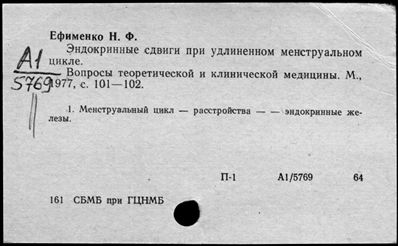 Ефименко Н. Ф.
Эндокринные сдвиги при удлиненном менструальном
цикле.
А1
5769
Вопросы теоретической и клинической медицины. М.,
1977, с. 101—102.
1. Менструальный цикл — расстройства — — эндокринные же-
лезы.
П-1 А1/5769 64
161 СБМБ при ГЦНМБ